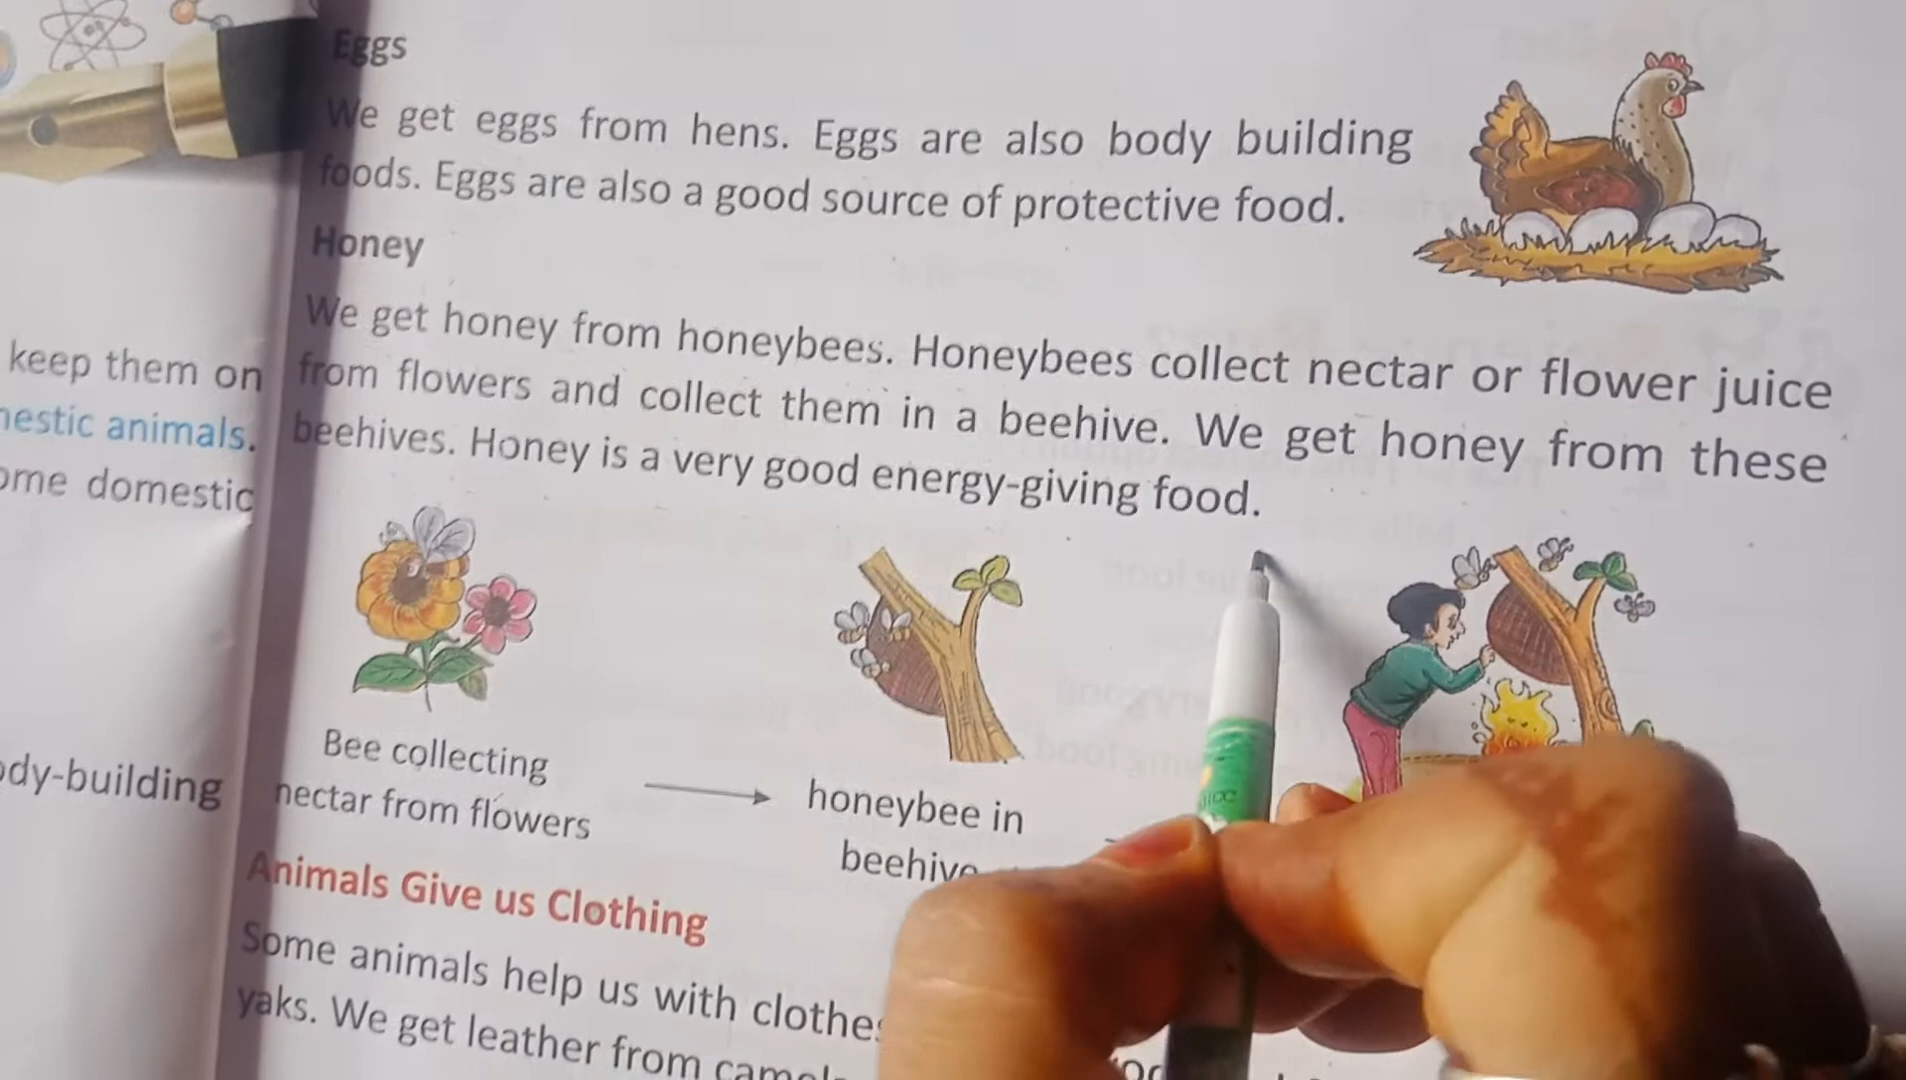 Eggs
We get eggs from hens. Eggs are also body building
foods. Eggs are also a good source of protective food.
Honey
We get honey from honeybees. Honeybees collect nectar or flower juice
from flowers and collect them in a beehive. We get honey from these
beehives. Honey is a very good energy-giving food.
keep them on
animals.
domestic
Bee collecting
nectar from flowers
honeybee in
beehive
Animals Give us Clothing
Some animals help us with clothes
yaks. We get leather from